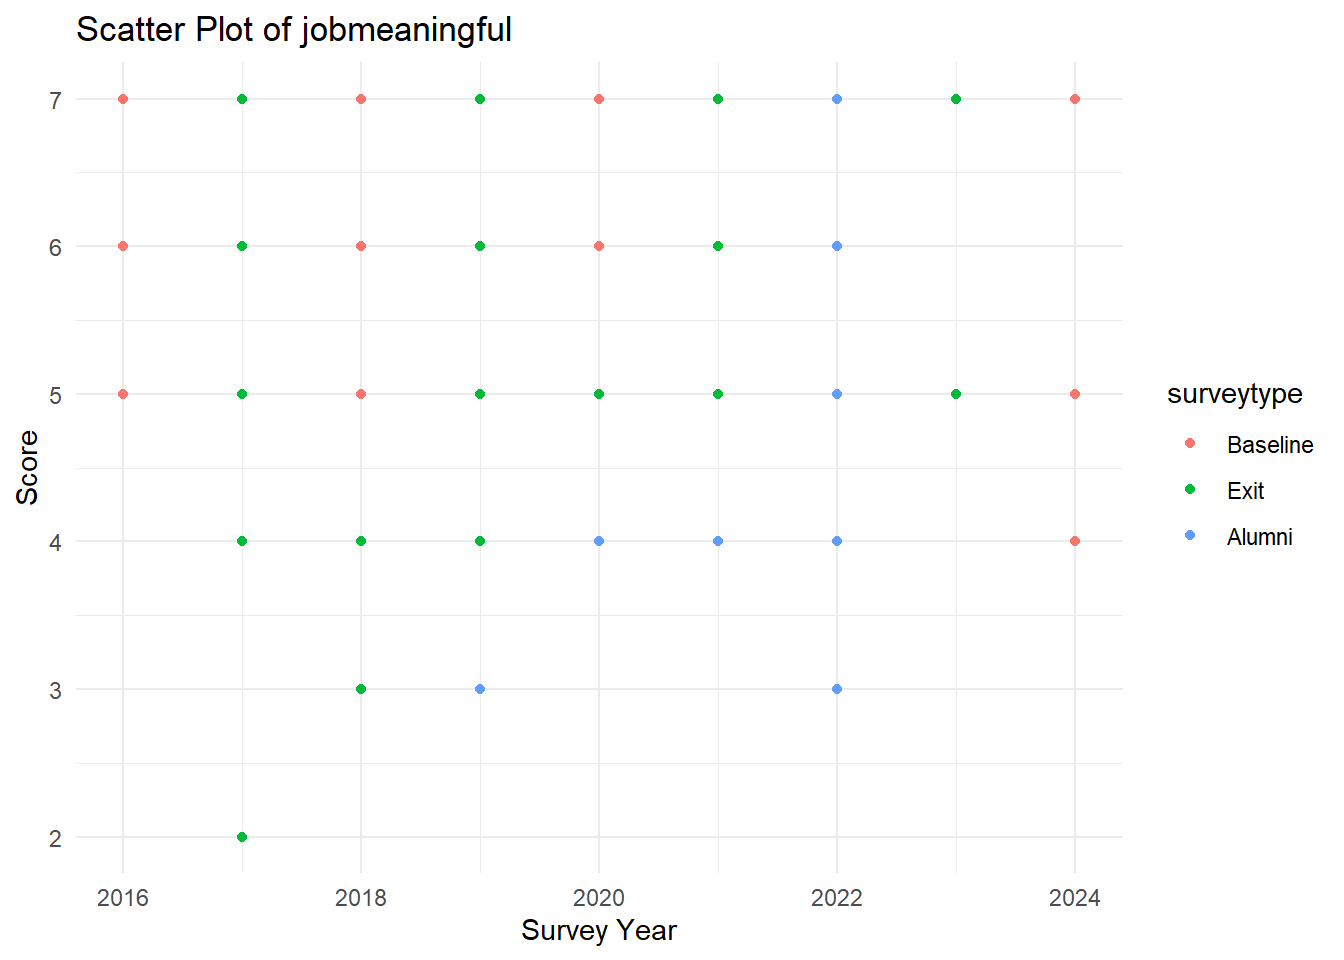 Scatter Plot of jobmeaningful
7
6
5
4
3
2
Score
2016 2018 2020 2022 2024
Survey Year
surveytype
Baseline
Exit
Alumni